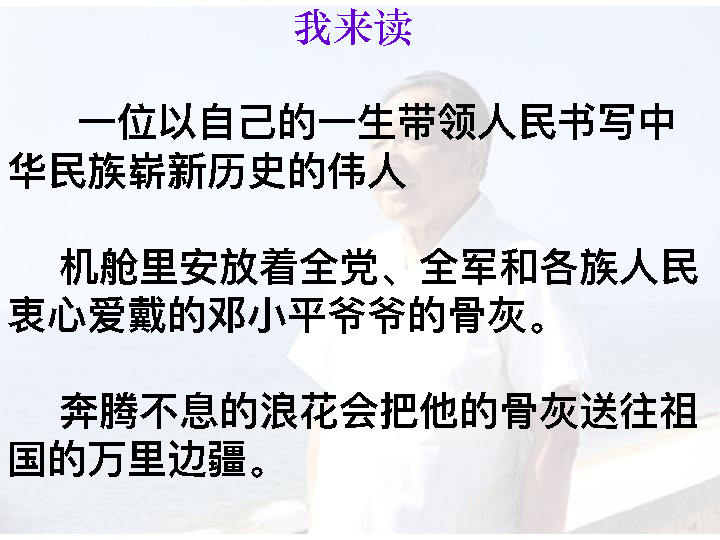 我来读
一位以自己的一生带领人民书写中
华民族崭新历史的伟人
机舱里安放着全党、全军和各族人民
衷心爱戴的邓小平爷爷的骨灰。
奔腾不息的浪花会把他的骨灰送往祖
国的万里边疆。